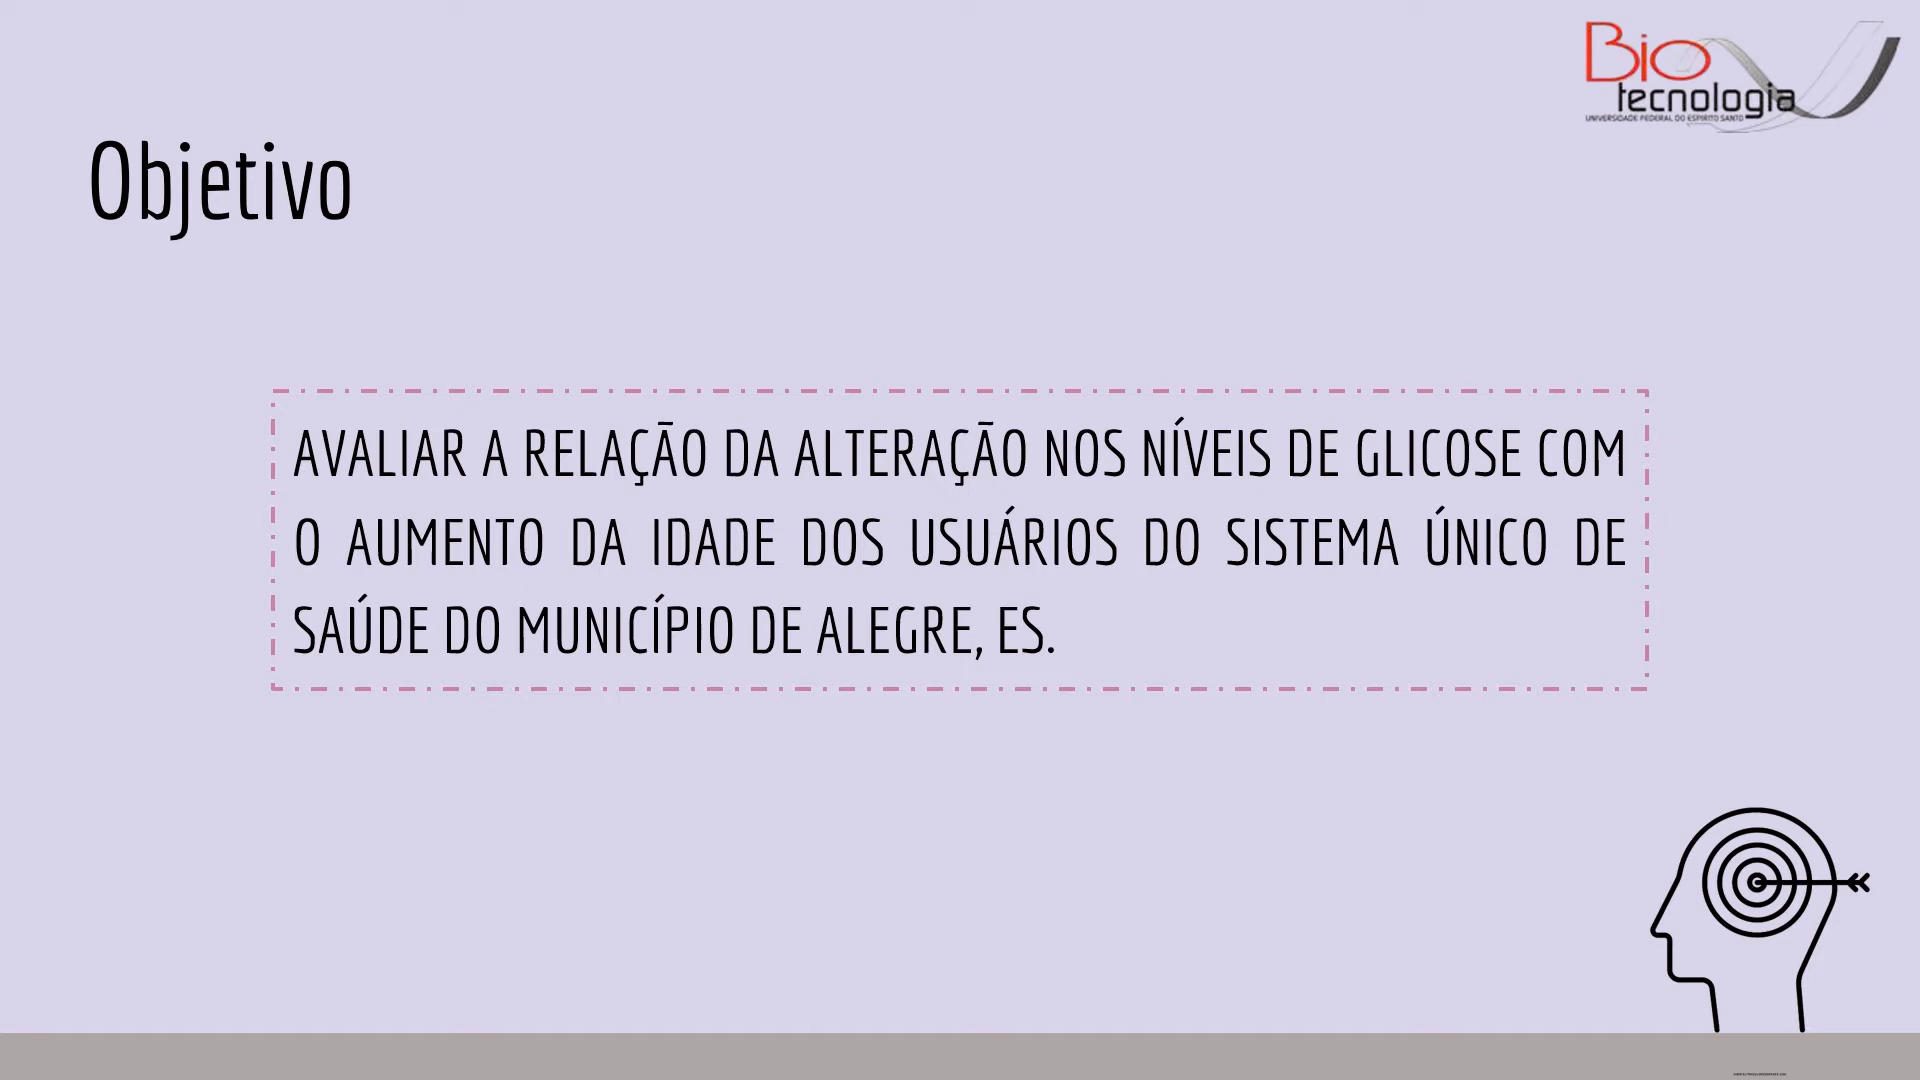 Bio
tecnologia
UNIVERSIDADE FEDERAL DO ESPIRITO SANTO
Objetivo
AVALIAR A RELAÇÃO DA ALTERAÇÃO NOS NÍVEIS DE GLICOSE COM
O AUMENTO DA IDADE DOS USUÁRIOS DO SISTEMA ÚNICO DE
SAÚDE DO MUNICÍPIO DE ALEGRE, ES.